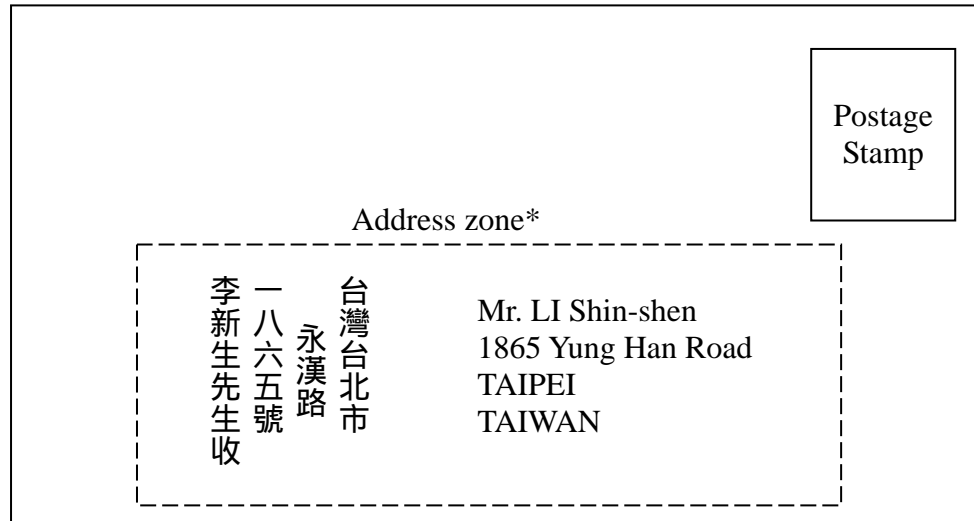 Postage
Stamp
Address zone*
台灣台北市
永漢路
一八六五號
李新生先生收
Mr. LI Shin-shen
1865 Yung Han Road
TAIPEI
TAIWAN